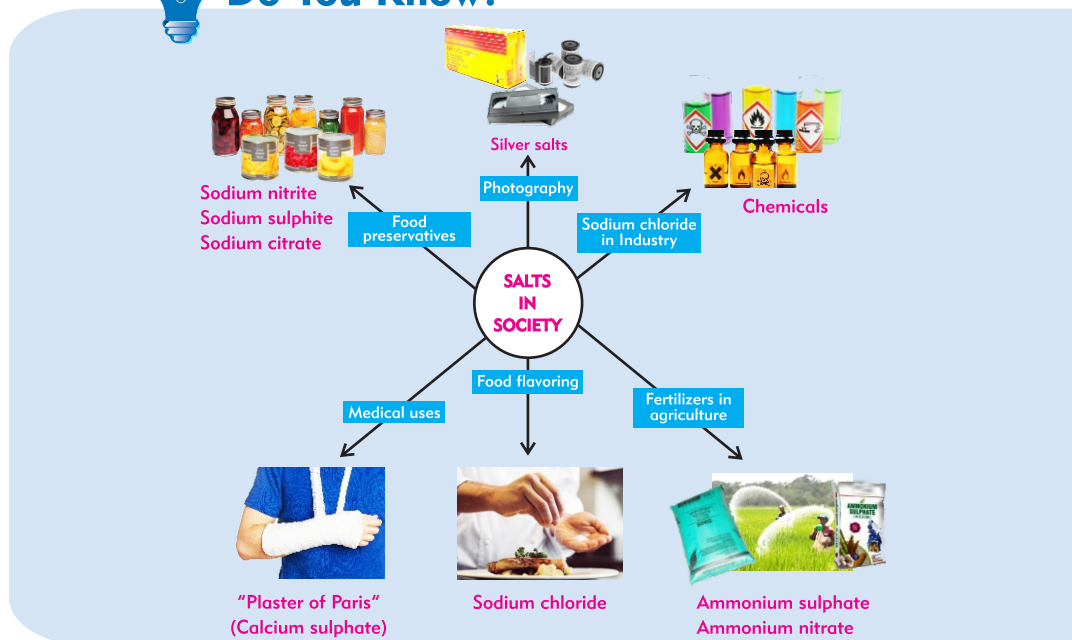 Do You Know?
Silver salts
Photography
Sodium nitrite
Sodium sulphite
Sodium citrate
Food
preservatives
Sodium chloride
in Industry
Chemicals
SALTS
IN
SOCIETY
Medical uses
Food flavoring
Fertilizers in
agriculture
AMMONIUM
SULPHATE
"Plaster of Paris"
(Calcium sulphate)
Sodium chloride
Ammonium sulphate
Ammonium nitrate